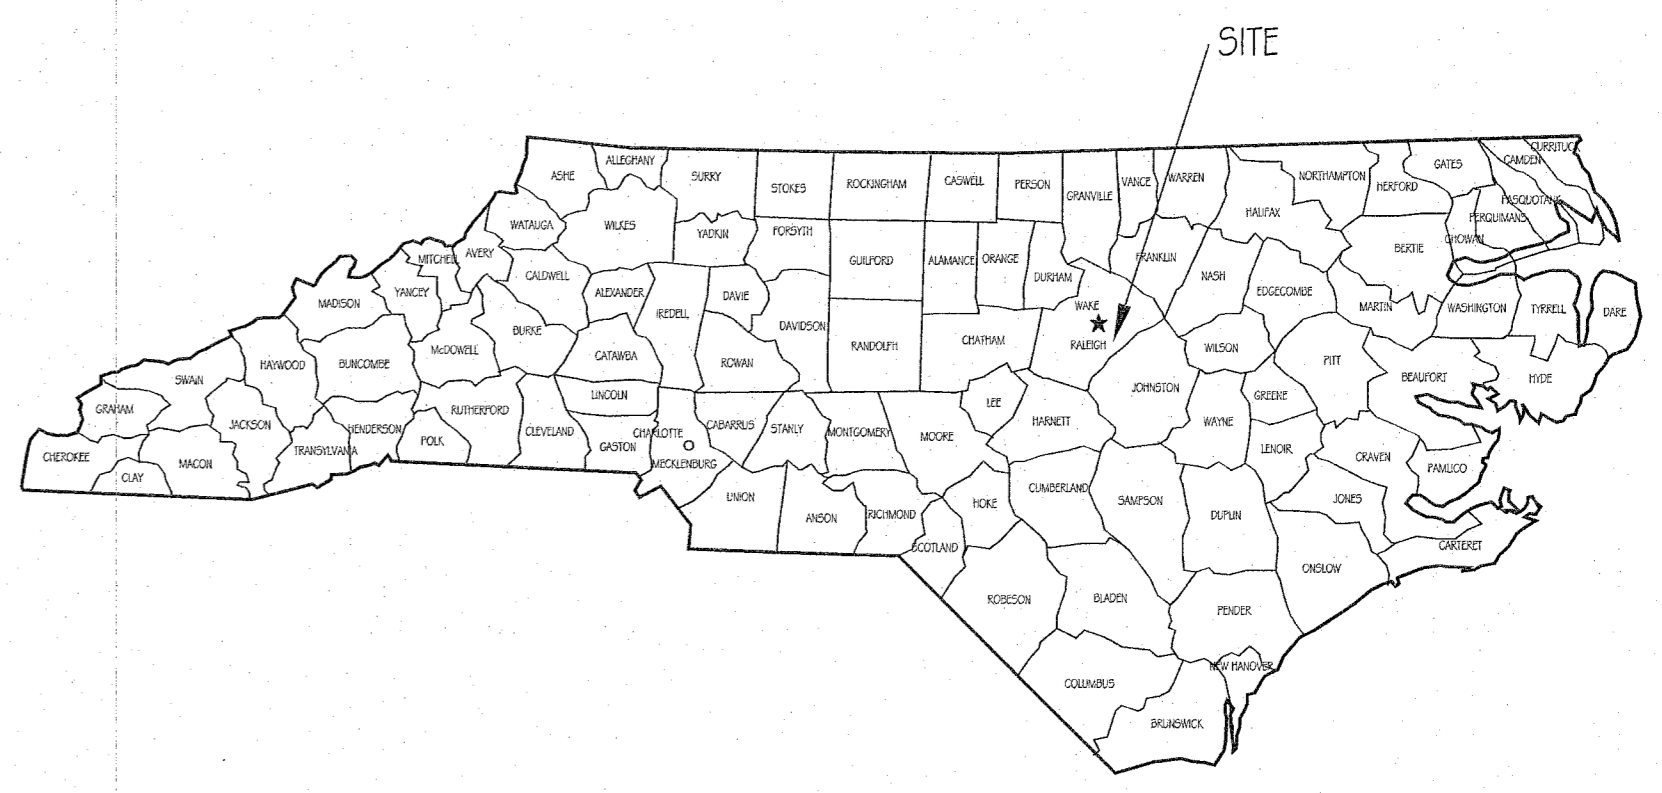 SITE
ALLEGHANY
ASHE
SURRY
STOKES
ROCKINGHAM
CASWELL
PERSON
GRANVILLE
VANCE
WARREN
NORTHAMPTON
HERFORD
GATES
CAMDEN
CURRITUCK
WATAUGA
WILKES
YADKIN
FORSYTH
HALIFAX
PASQUOTANK
PERQUIMANS
CHOWAN
BERTIE
MITCHELL
AVERY
CALDWELL
ALEXANDER
IREDELL
DAVIE
GUILFORD
ALAMANCE
ORANGE
DURHAM
FRANKLIN
NASH
EDGECOMBE
MARTIN
WASHINGTON
TYRRELL
DARE
MADISON
YANCEY
BURKE
DAVIDSON
WAKE
RALEIGH
HAYWOOD
BUNCOMBE
McDOWELL
CATAWBA
ROWAN
RANDOLPH
CHATHAM
WILSON
PITT
BEAUFORT
HYDE
SWAIN
GRAHAM
JACKSON
HENDERSON
RUTHERFORD
LINCOLN
JOHNSTON
LEE
HARNETT
WAYNE
GREENE
CHEROKEE
CLAY
MACON
TRANSYLVANIA
POLK
CLEVELAND
GASTON
CHARLOTTE
MECKLENBURG
CABARRUS
STANLY
MONTGOMERY
MOORE
LENOIR
CRAVEN
PAMLICO
UNION
ANSON
RICHMOND
HOKE
CUMBERLAND
SAMPSON
DUPLIN
JONES
SCOTLAND
CARTERET
ONSLOW
ROBESON
BLADEN
PENDER
NEW HANOVER
COLUMBUS
BRUNSWICK